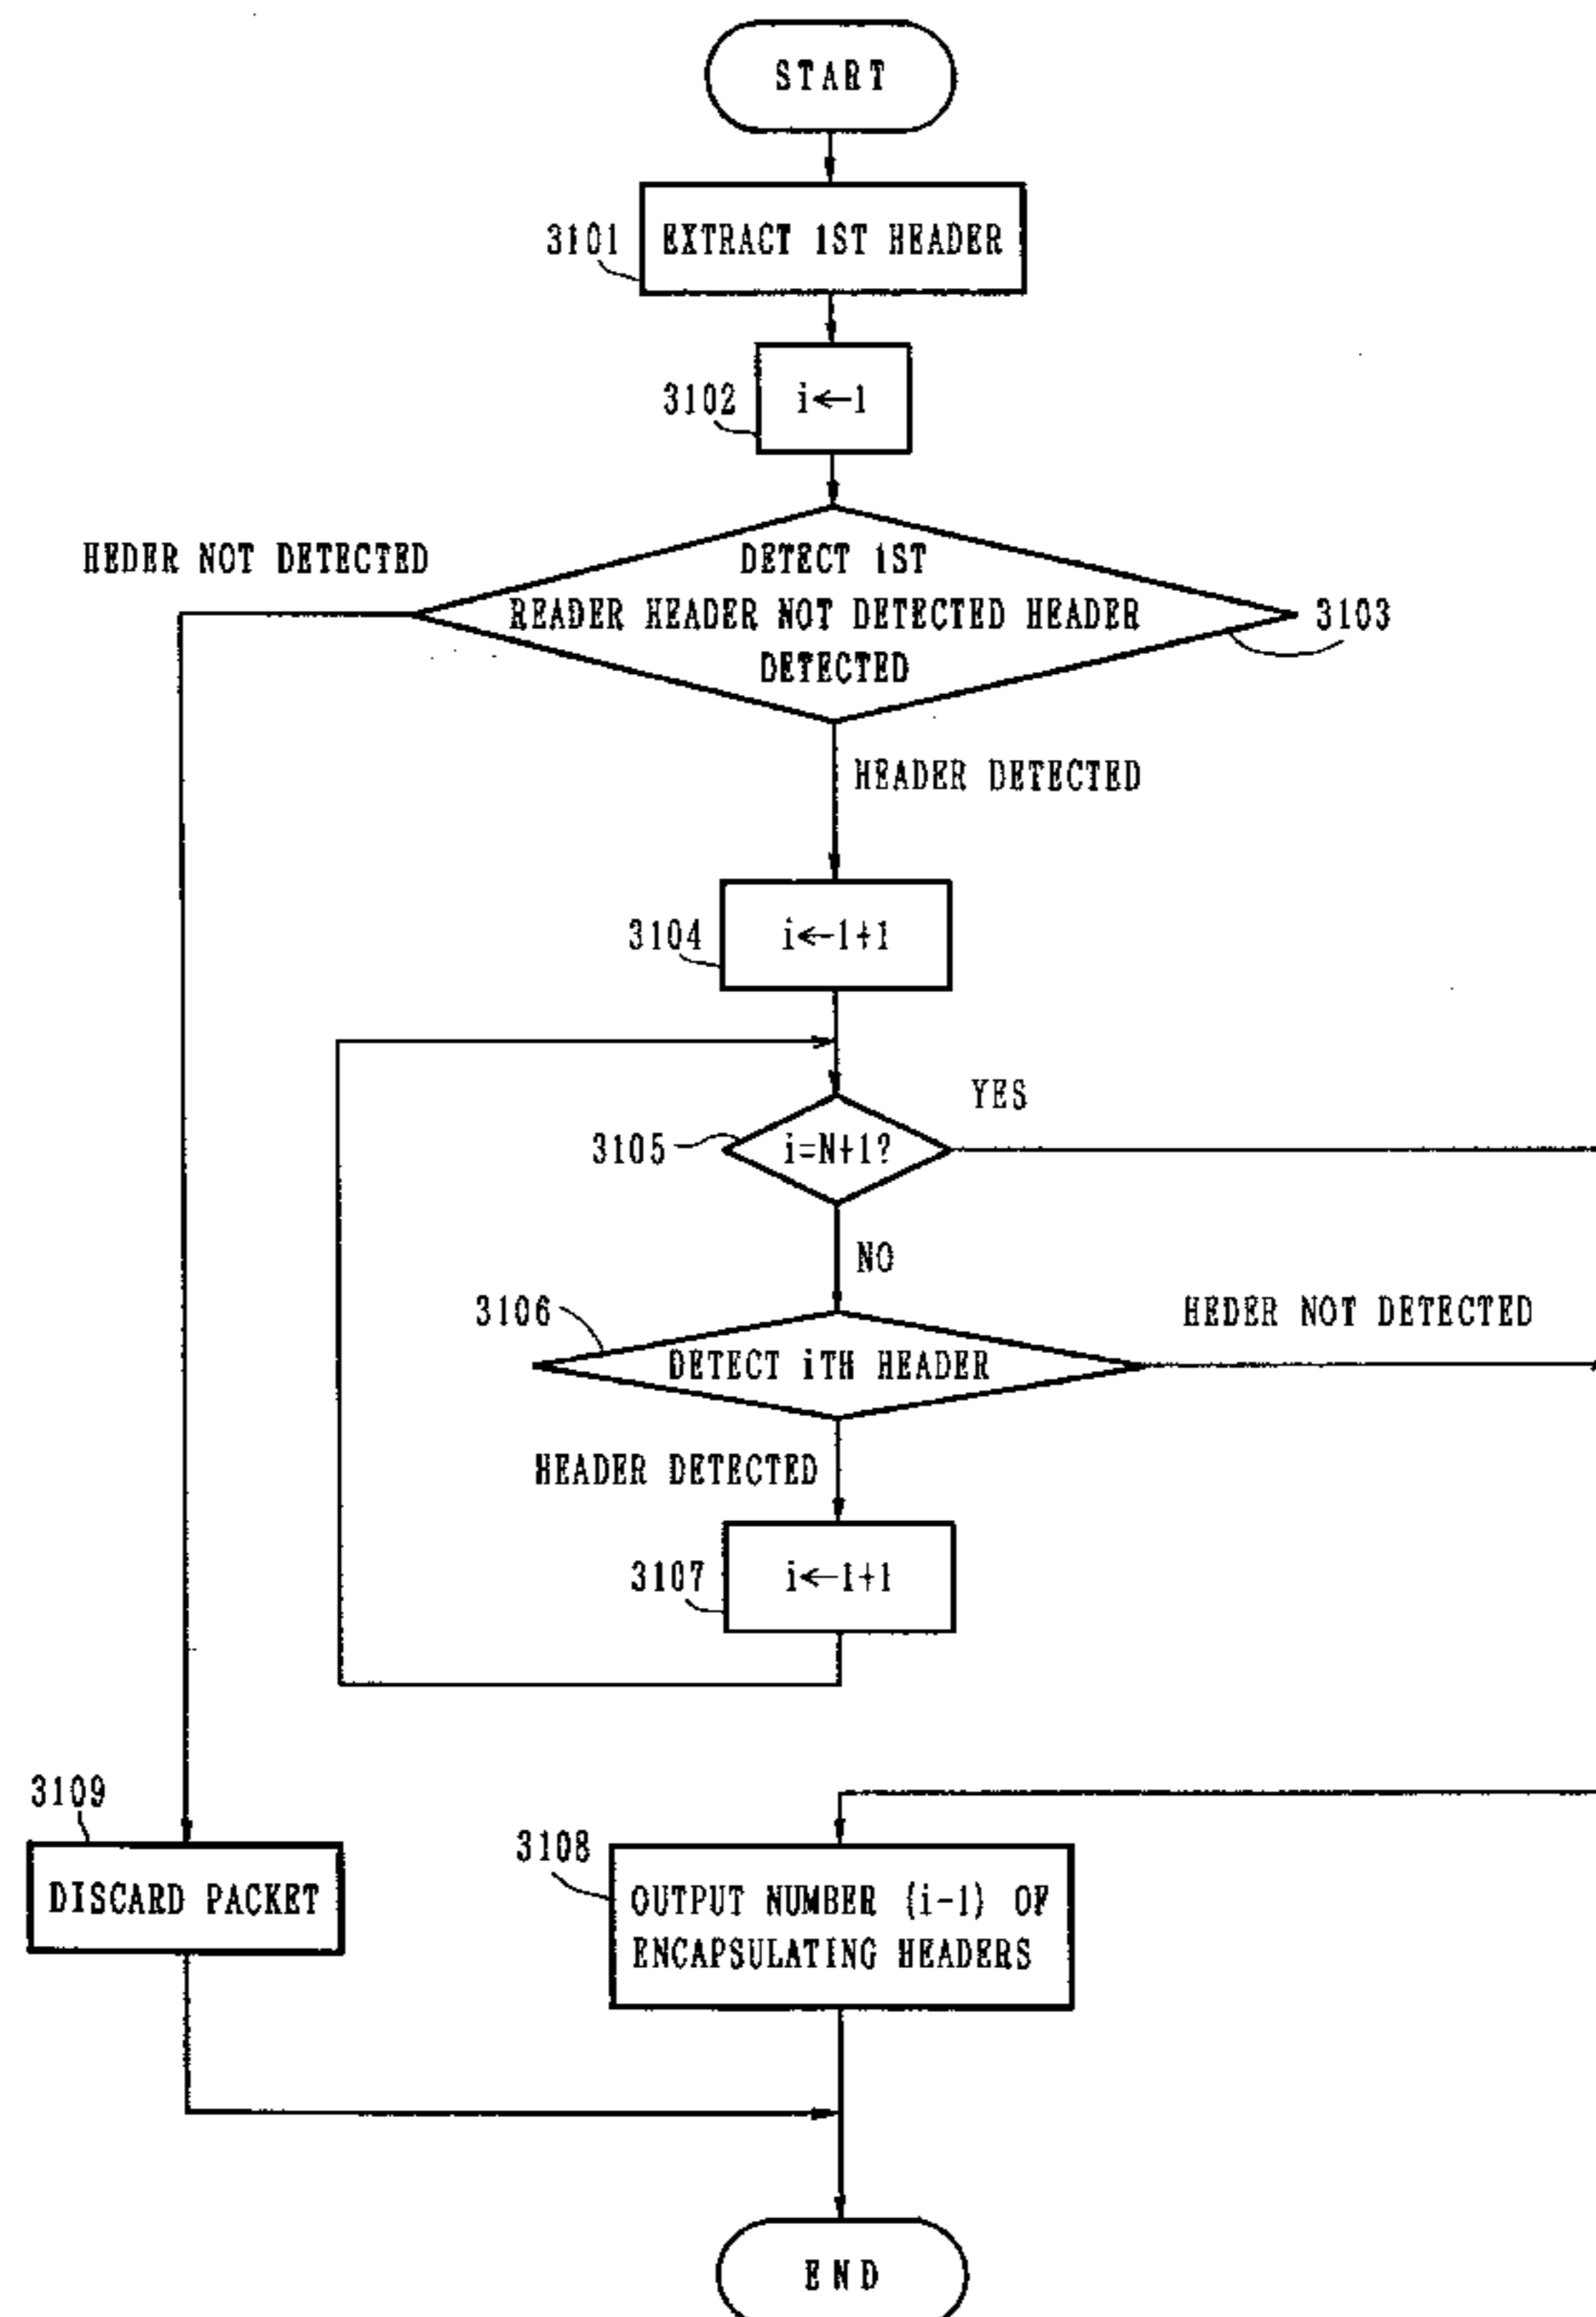 START
3101
EXTRACT 1ST HEADER
3102
i←1
HEDER NOT DETECTED
DETECT 1ST
READER HEADER NOT DETECTED HEADER
DETECTED
3103
HEADER DETECTED
3104
i←1+1
YES
3105
i=N+1?
NO
3106
HEDER NOT DETECTED
DETECT iTH HEADER
HEADER DETECTED
3107
i←1+1
3109
DISCARD PACKET
3108
OUTPUT NUMBER (i-1) OF
ENCAPSULATING HEADERS
END